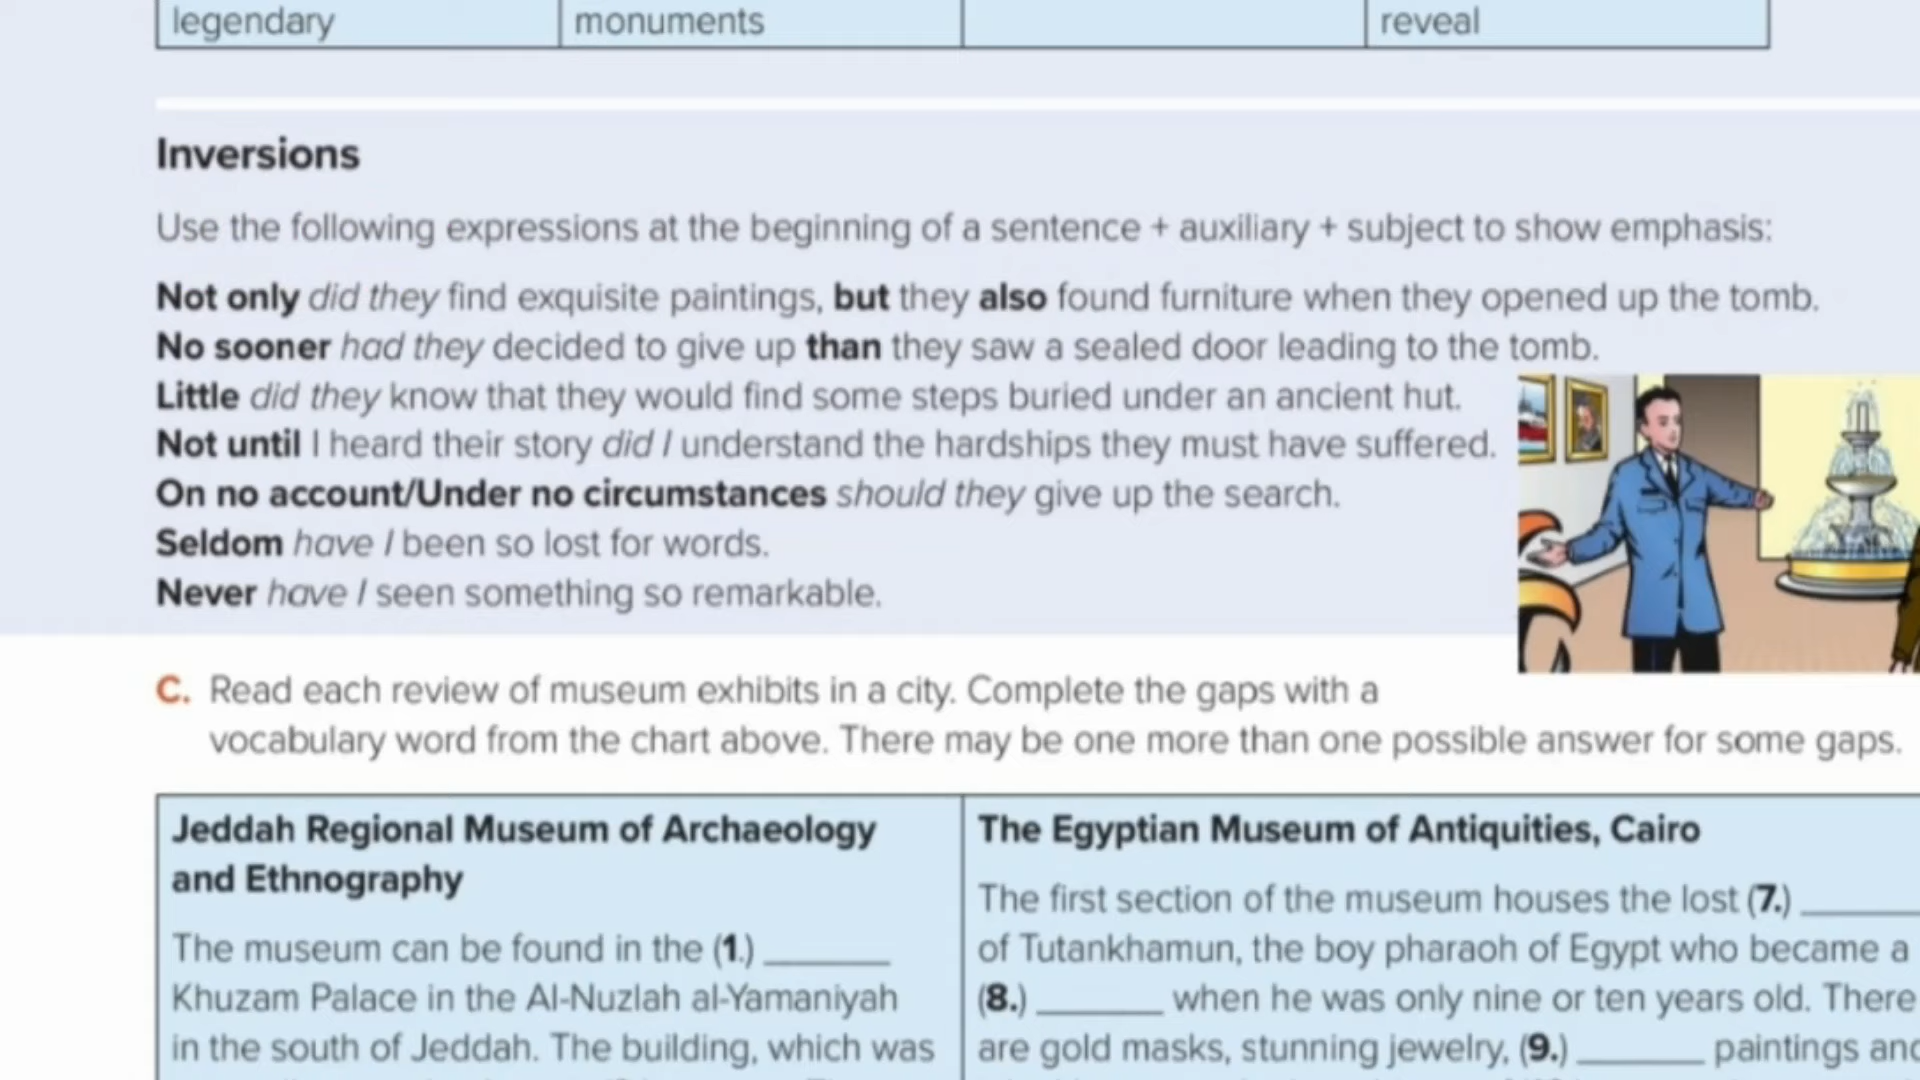 legendary monuments reveal
Inversions
Use the following expressions at the beginning of a sentence + auxiliary + subject to show emphasis:
Not only did they find exquisite paintings, but they also found furniture when they opened up the tomb.
No sooner had they decided to give up than they saw a sealed door leading to the tomb.
Little did they know that they would find some steps buried under an ancient hut.
Not until I heard their story did I understand the hardships they must have suffered.
On no account/Under no circumstances should they give up the search.
Seldom have I been so lost for words.
Never have I seen something so remarkable.
C. Read each review of museum exhibits in a city. Complete the gaps with a
vocabulary word from the chart above. There may be one more than one possible answer for some gaps.
Jeddah Regional Museum of Archaeology
and Ethnography
The museum can be found in the (1.) ______
Khuzam Palace in the Al-Nuzlah al-Yamaniyah
in the south of Jeddah. The building, which was
The Egyptian Museum of Antiquities, Cairo
The first section of the museum houses the lost (7.) ______
of Tutankhamun, the boy pharaoh of Egypt who became a
(8.) ______ when he was only nine or ten years old. There
are gold masks, stunning jewelry, (9.) ______ paintings and